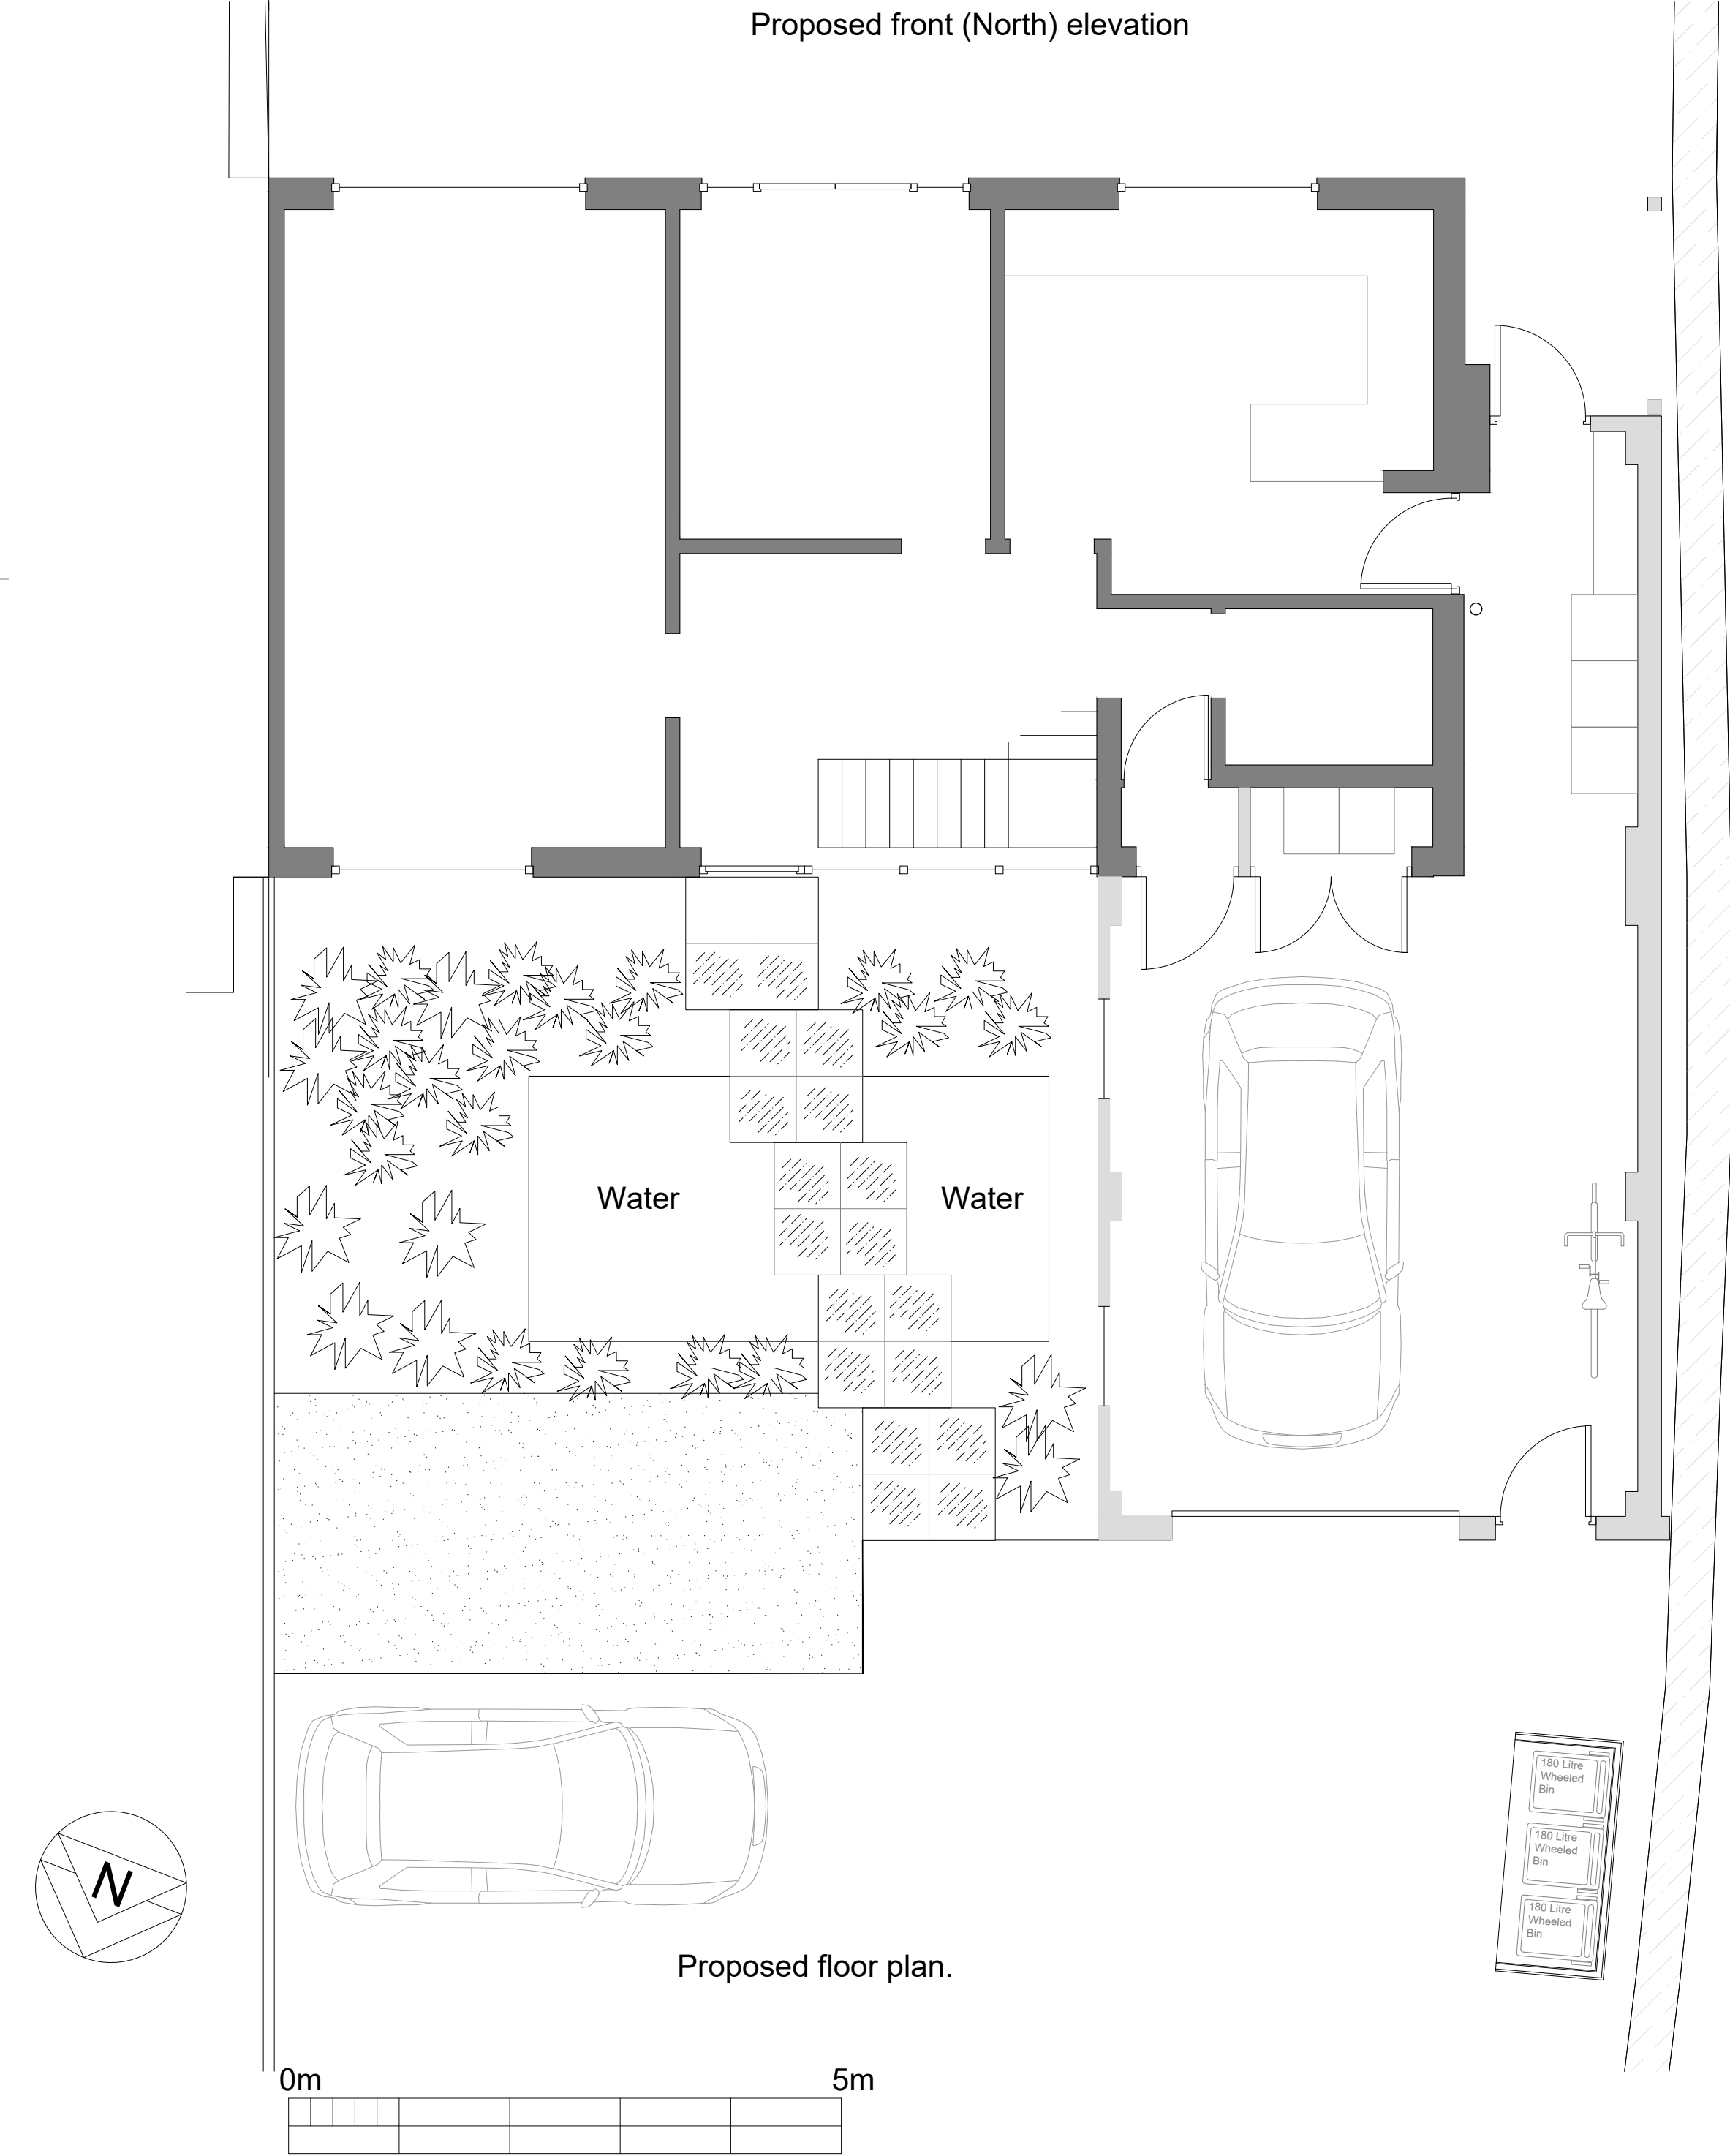 Proposed front (North) elevation
Water
Water
180 Litre
Wheeled
Bin
180 Litre
Wheeled
Bin
180 Litre
Wheeled
Bin
N
Proposed floor plan.
0m
5m